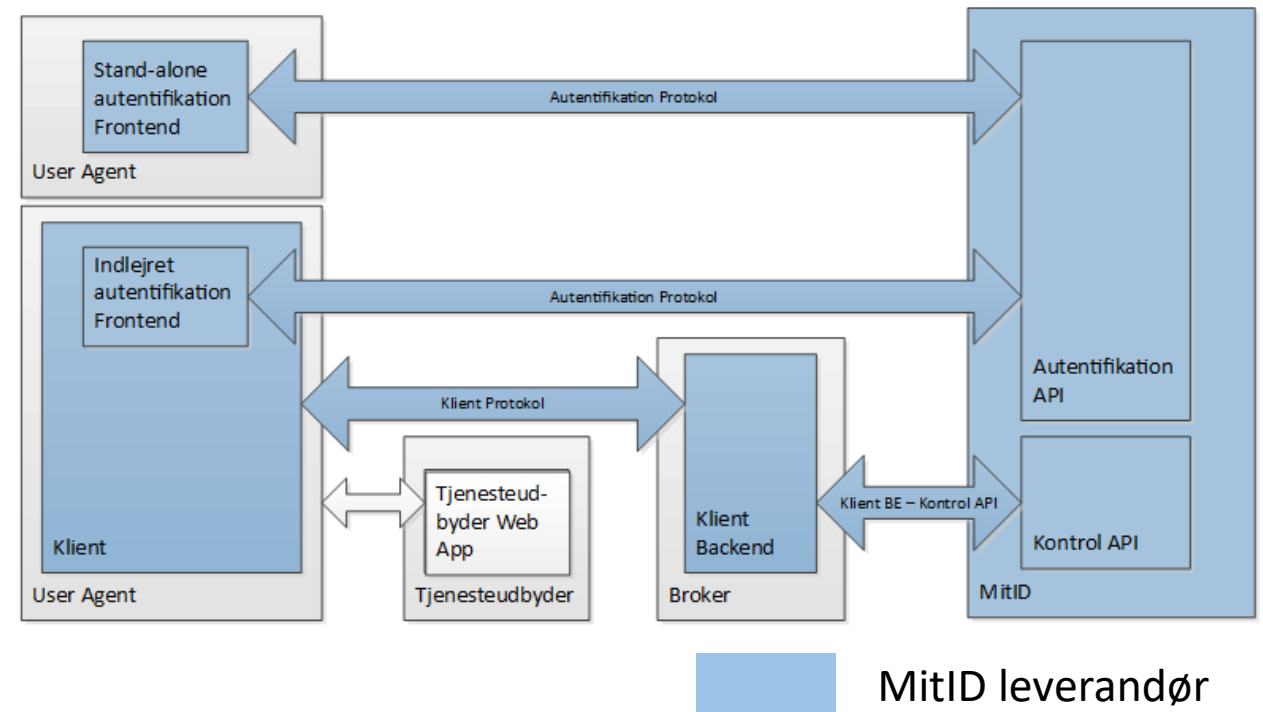 Stand-alone
autentifikation
Frontend
User Agent
Autentifikation Protokol
Indlejret
autentifikation
Frontend
Klient
User Agent
Autentifikation Protokol
Klient Protokol
Tjenesteud-
byder Web
App
Tjenesteudbyder
Klient
Backend
Broker
Klient BE – Kontrol API
Autentifikation
API
Kontrol API
MitID
MitID leverandør